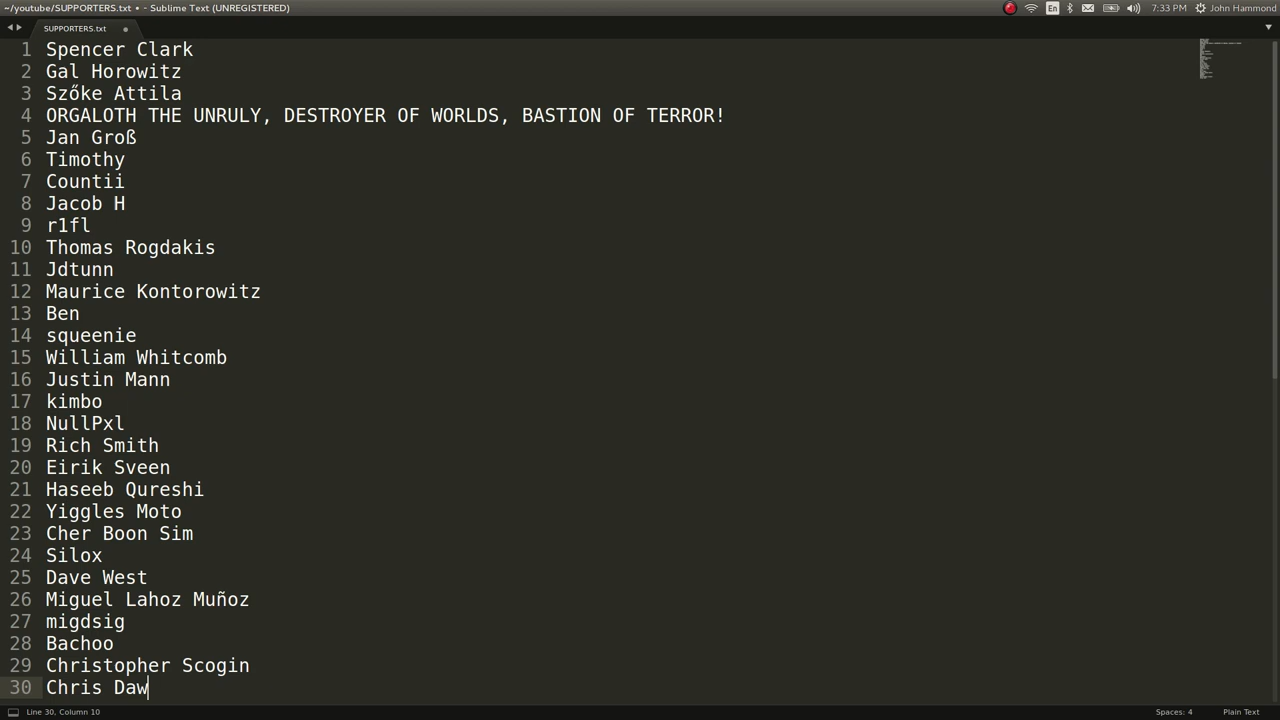 ~/youtube/SUPPORTERS.txt • - Sublime Text (UNREGISTERED)
En
7:33 PM
John Hammond
SUPPORTERS.txt
1 Spencer Clark
2 Gal Horowitz
3 Szőke Attila
4 ORGALOTH THE UNRULY, DESTROYER OF WORLDS, BASTION OF TERROR!
5 Jan Groß
6 Timothy
7 Countii
8 Jacob H
9 r1fl
10 Thomas Rogdakis
11 Jdtunn
12 Maurice Kontorowitz
13 Ben
14 squeenie
15 William Whitcomb
16 Justin Mann
17 kimbo
18 NullPxl
19 Rich Smith
20 Eirik Sveen
21 Haseeb Qureshi
22 Yiggles Moto
23 Cher Boon Sim
24 Silox
25 Dave West
26 Miguel Lahoz Muñoz
27 migdsig
28 Bachoo
29 Christopher Scogin
30 Chris Daw
Line 30, Column 10
Spaces: 4
Plain Text